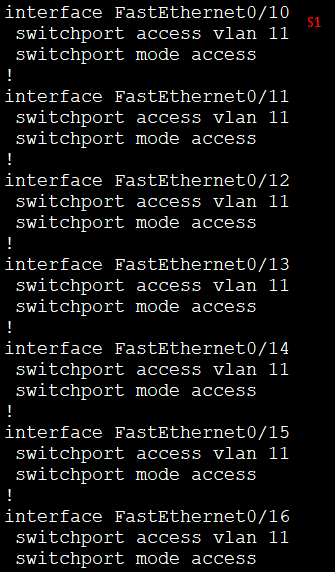 interface FastEthernet0/10
S1
switchport access vlan 11
switchport mode access
!
interface FastEthernet0/11
switchport access vlan 11
switchport mode access
!
interface FastEthernet0/12
switchport access vlan 11
switchport mode access
!
interface FastEthernet0/13
switchport access vlan 11
switchport mode access
!
interface FastEthernet0/14
switchport access vlan 11
switchport mode access
!
interface FastEthernet0/15
switchport access vlan 11
switchport mode access
!
interface FastEthernet0/16
switchport access vlan 11
switchport mode access